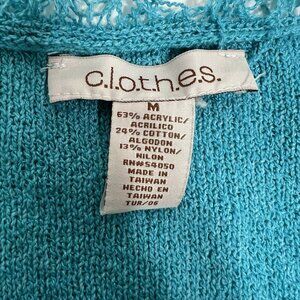 c.l.o.t.h.e.s.
M
63% ACRYLIC/
ACRILICO
24% COTTON/
ALGODON
13% NYLON/
NILON
RN#54050
MADE IN
TAIWAN
HECHO EN
TAIWAN
TUR/06